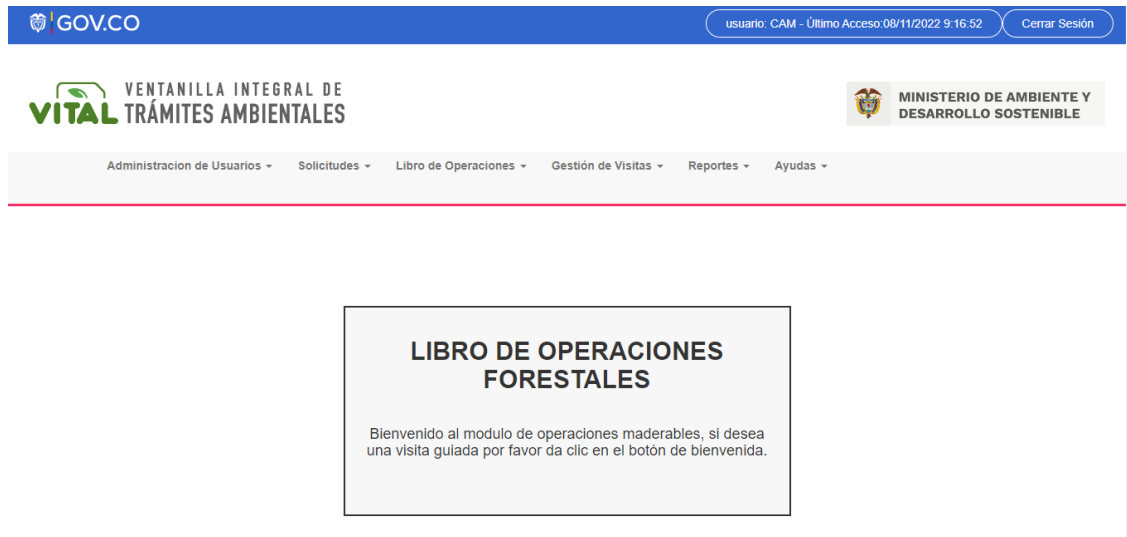 GOV.CO
usuario: CAM - Último Acceso:08/11/2022 9:16:52
Cerrar Sesión
VITAL
VENTANILLA INTEGRAL DE
TRÁMITES AMBIENTALES
MINISTERIO DE AMBIENTE Y
DESARROLLO SOSTENIBLE
Administracion de Usuarios
Solicitudes
Libro de Operaciones
Gestión de Visitas
Reportes
Ayudas
LIBRO DE OPERACIONES
FORESTALES
Bienvenido al modulo de operaciones maderables, si desea
una visita guiada por favor da clic en el botón de bienvenida.